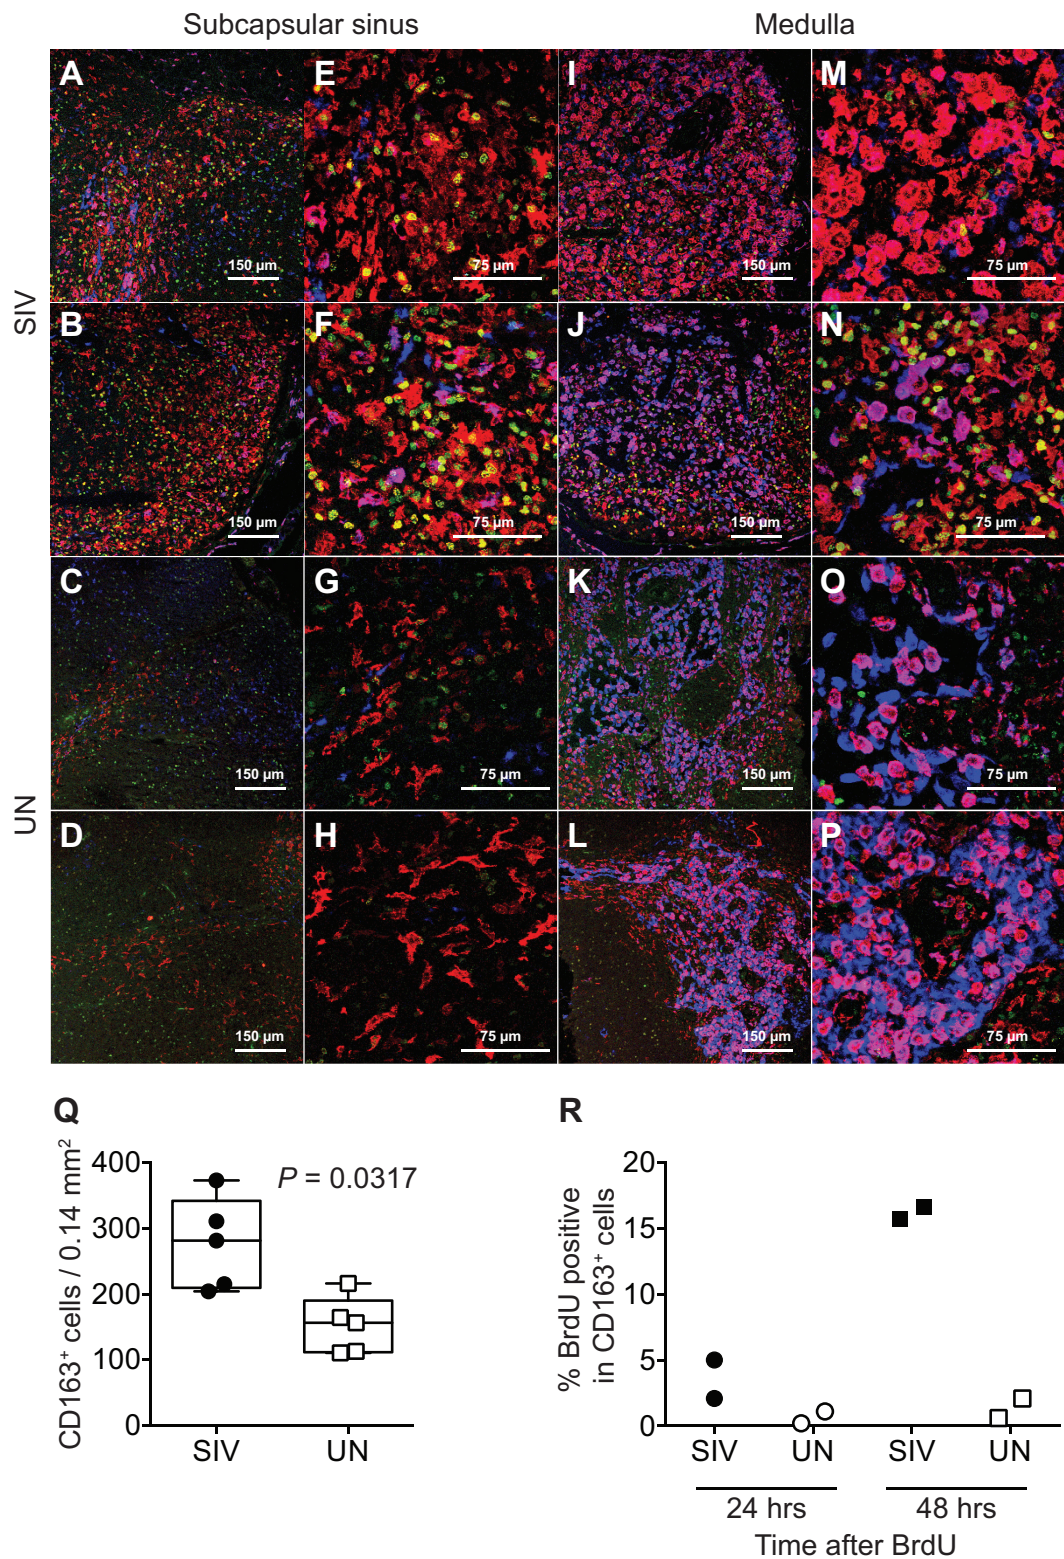 Subcapsular sinus
Medulla
SIV
UN
A
150 µm
E
75 µm
I
150 µm
M
75 µm
B
150 µm
F
75 µm
J
150 µm
N
75 µm
C
150 µm
G
75 µm
K
150 µm
O
75 µm
D
150 µm
H
75 µm
L
150 µm
P
75 µm
Q
CD163⁺ cells / 0.14 mm²
400
300
200
100
0
P = 0.0317
SIV
UN
R
% BrdU positive
in CD163⁺ cells
20
15
10
5
0
SIV
UN
SIV
UN
24 hrs
48 hrs
Time after BrdU